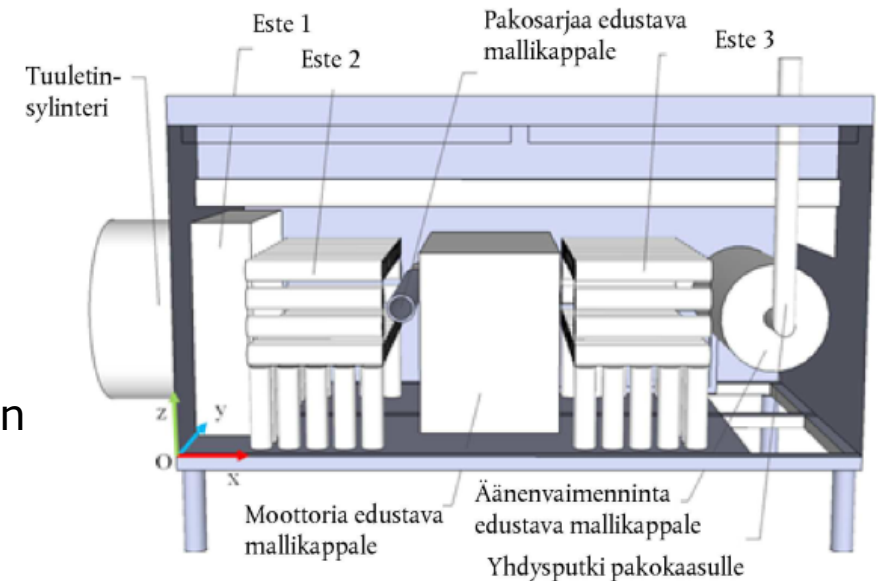 Este 1
Pakosarjaa edustava
mallikappale
Este 3
Este 2
Tuuletin-
sylinteri
n
z
y
O
x
Moottoria edustava
mallikappale
Äänenvaimenninta
edustava mallikappale
Yhdysputki pakokaasulle